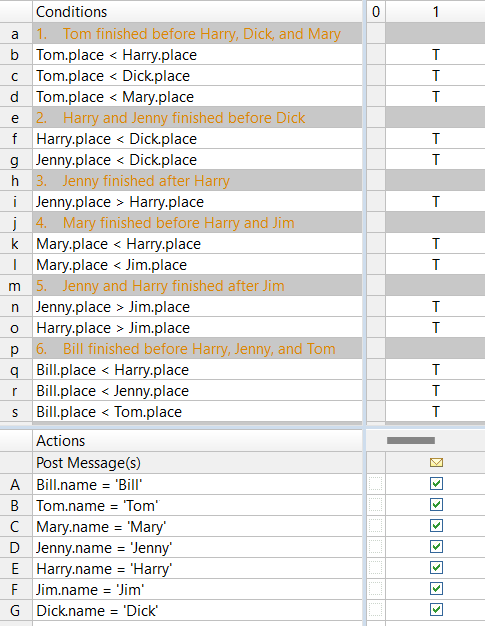 Conditions 0 1
a 1. Tom finished before Harry, Dick, and Mary
b Tom.place < Harry.place T
c Tom.place < Dick.place T
d Tom.place < Mary.place T
e 2. Harry and Jenny finished before Dick
f Harry.place < Dick.place T
g Jenny.place < Dick.place T
h 3. Jenny finished after Harry
i Jenny.place > Harry.place T
j 4. Mary finished before Harry and Jim
k Mary.place < Harry.place T
l Mary.place < Jim.place T
m 5. Jenny and Harry finished after Jim
n Jenny.place > Jim.place T
o Harry.place > Jim.place T
p 6. Bill finished before Harry, Jenny, and Tom
q Bill.place < Harry.place T
r Bill.place < Jenny.place T
s Bill.place < Tom.place T
Actions
Post Message(s)
A Bill.name = 'Bill'
B Tom.name = 'Tom'
C Mary.name = 'Mary'
D Jenny.name = 'Jenny'
E Harry.name = 'Harry'
F Jim.name = 'Jim'
G Dick.name = 'Dick'